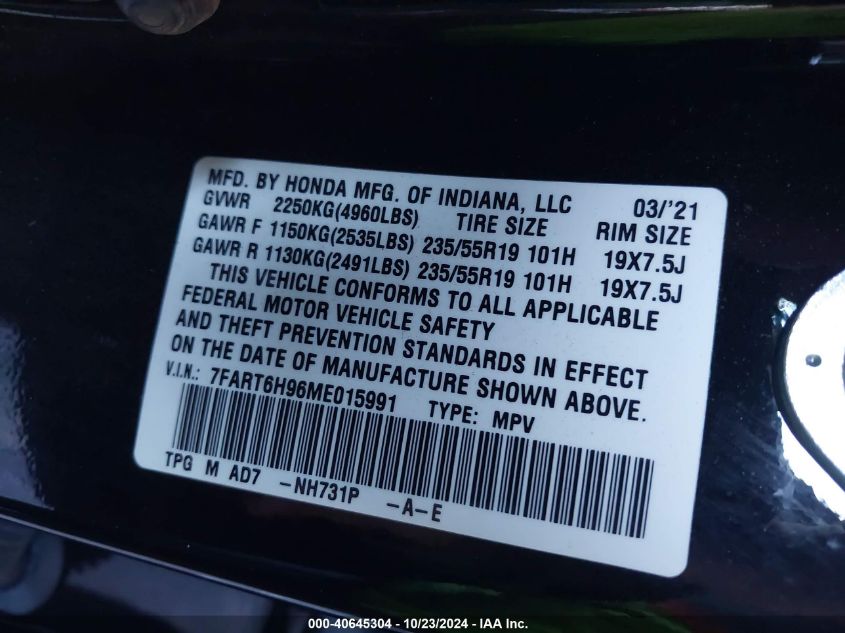 MFD. BY HONDA MFG. OF INDIANA, LLC 03/'21
GVWR 2250KG(4960LBS) TIRE SIZE RIM SIZE
GAWR F 1150KG(2535LBS) 235/55R19 101H 19X7.5J
GAWR R 1130KG(2491LBS) 235/55R19 101H 19X7.5J
THIS VEHICLE CONFORMS TO ALL APPLICABLE
FEDERAL MOTOR VEHICLE SAFETY
AND THEFT PREVENTION STANDARDS IN EFFECT
ON THE DATE OF MANUFACTURE SHOWN ABOVE.
V.I.N.: 7FART6H96ME015991 TYPE: MPV
TPG M AD7 -NH731P -A-E
000-40645304 - 10/23/2024 - IAA Inc.